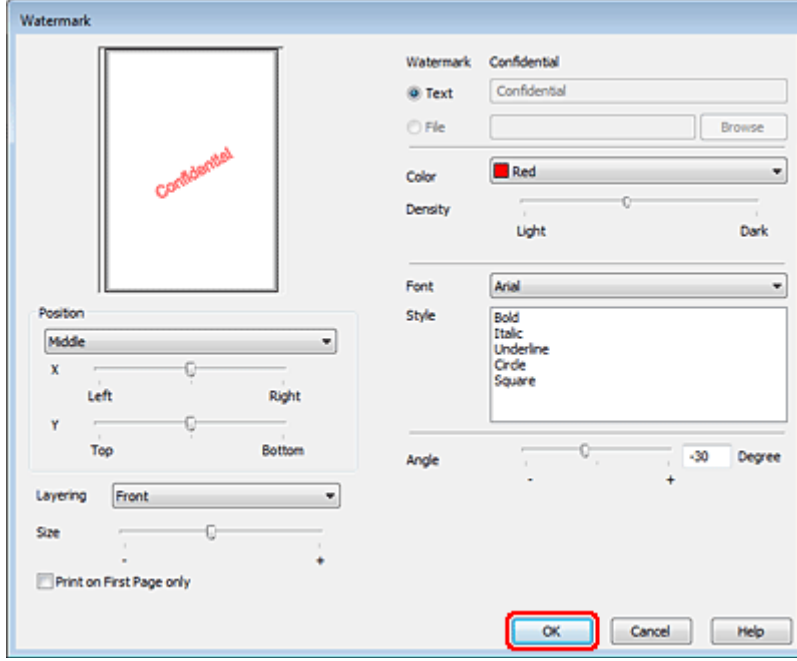 Watermark
Confidential
Position
Middle
X
Left Right
Y
Top Bottom
Layering Front
Size
- +
Print on First Page only
Watermark Confidential
Text Confidential
File Browse
Color Red
Density
Light Dark
Font Arial
Style Bold
Italic
Underline
Circle
Square
Angle -30 Degree
- +
OK Cancel Help